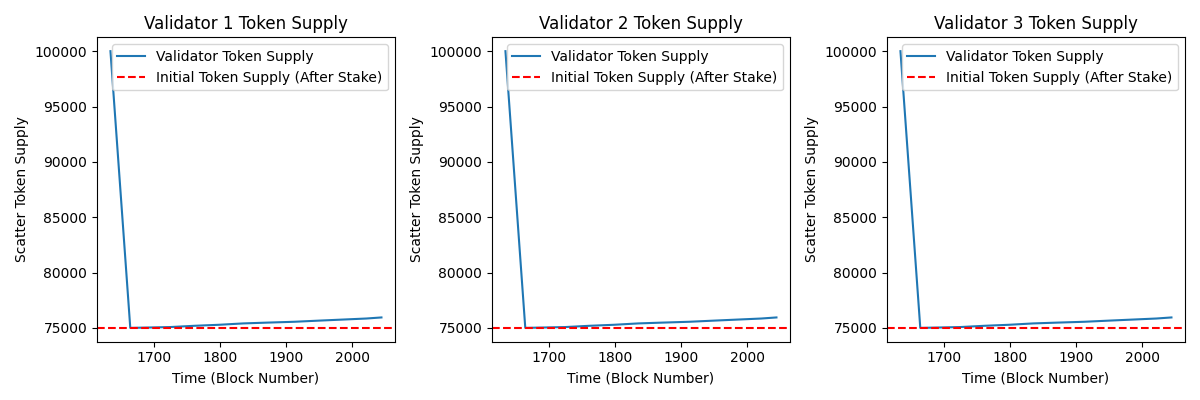 Validator 1 Token Supply
Validator Token Supply
Initial Token Supply (After Stake)
Scatter Token Supply
100000
95000
90000
85000
80000
75000
1700
1800
1900
2000
Time (Block Number)
Validator 2 Token Supply
Validator Token Supply
Initial Token Supply (After Stake)
Scatter Token Supply
100000
95000
90000
85000
80000
75000
1700
1800
1900
2000
Time (Block Number)
Validator 3 Token Supply
Validator Token Supply
Initial Token Supply (After Stake)
Scatter Token Supply
100000
95000
90000
85000
80000
75000
1700
1800
1900
2000
Time (Block Number)